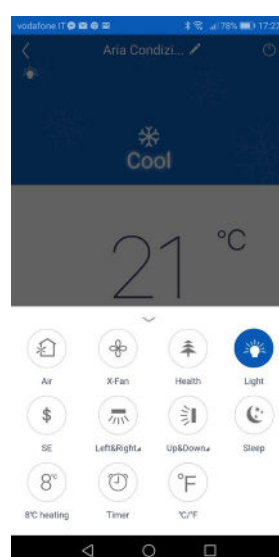 vodafone IT 78% 17:22
Aria Condizi...
Cool
21 °C
Air X-Fan Health Light
$
SE Left&Right Up&Down Sleep
8°c °F
8°C heating Timer °C/°F